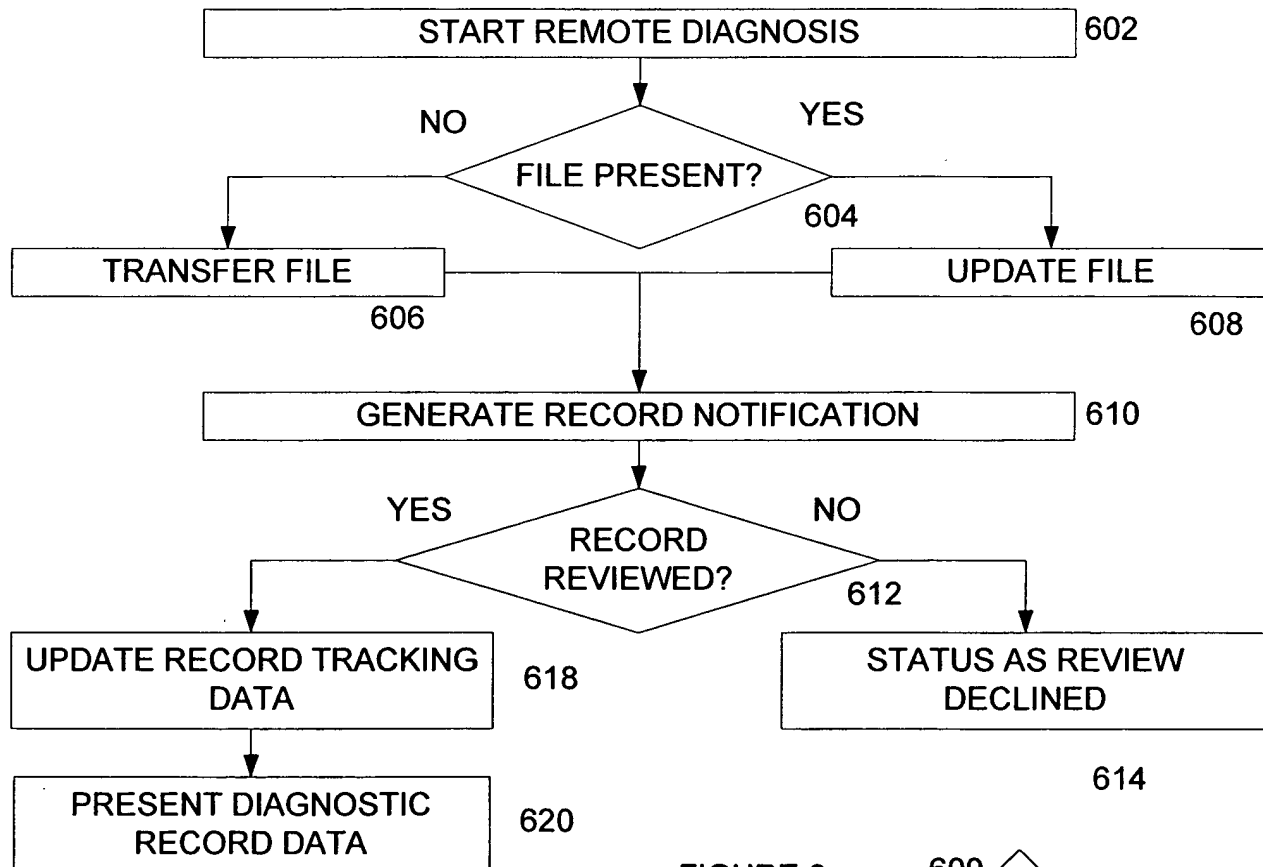 START REMOTE DIAGNOSIS
602
NO
YES
FILE PRESENT?
604
TRANSFER FILE
606
UPDATE FILE
608
GENERATE RECORD NOTIFICATION
610
YES
NO
RECORD
REVIEWED?
612
UPDATE RECORD TRACKING
DATA
618
STATUS AS REVIEW
DECLINED
614
PRESENT DIAGNOSTIC
RECORD DATA
620